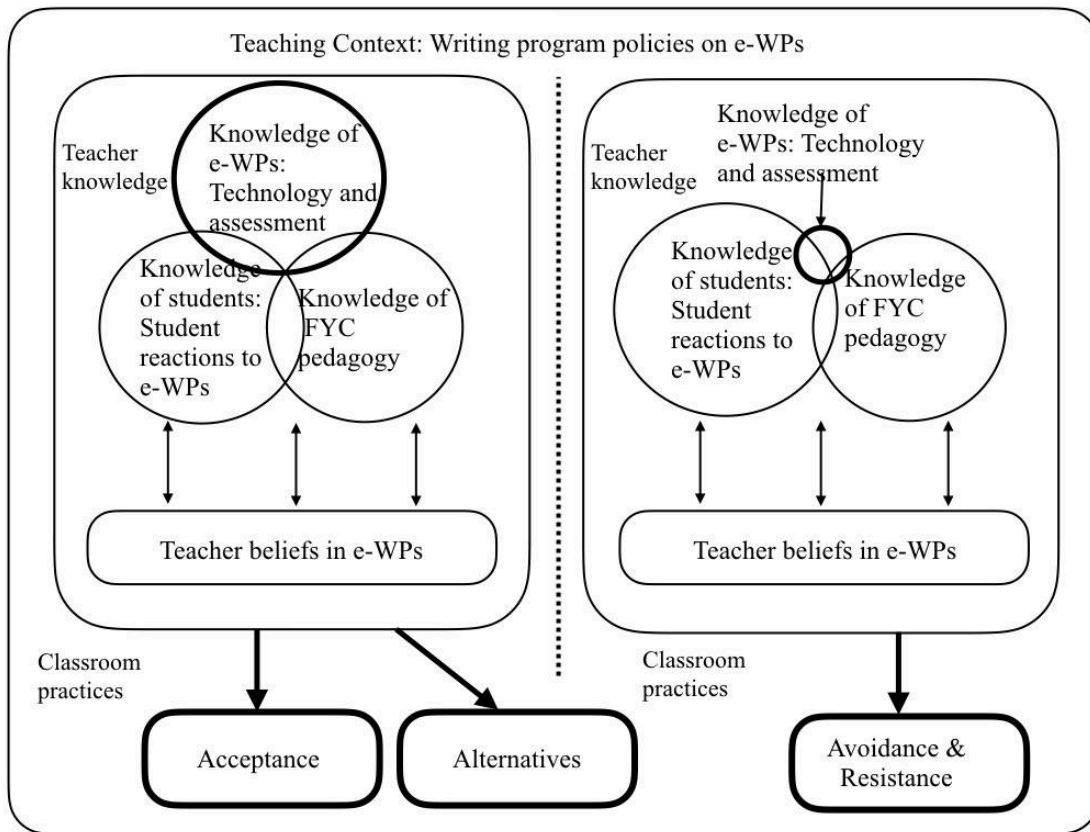 Teaching Context: Writing program policies on e-WPs
Teacher
knowledge
Knowledge of
e-WPs:
Technology and
assessment
Knowledge
of students:
Student
reactions to
e-WPs
Knowledge of
FYC
pedagogy
Teacher beliefs in e-WPs
Classroom
practices
Acceptance
Alternatives
Knowledge of
e-WPs: Technology
and assessment
Teacher
knowledge
Knowledge
of students:
Student
reactions to
e-WPs
Knowledge
of FYC
pedagogy
Teacher beliefs in e-WPs
Classroom
practices
Avoidance &
Resistance